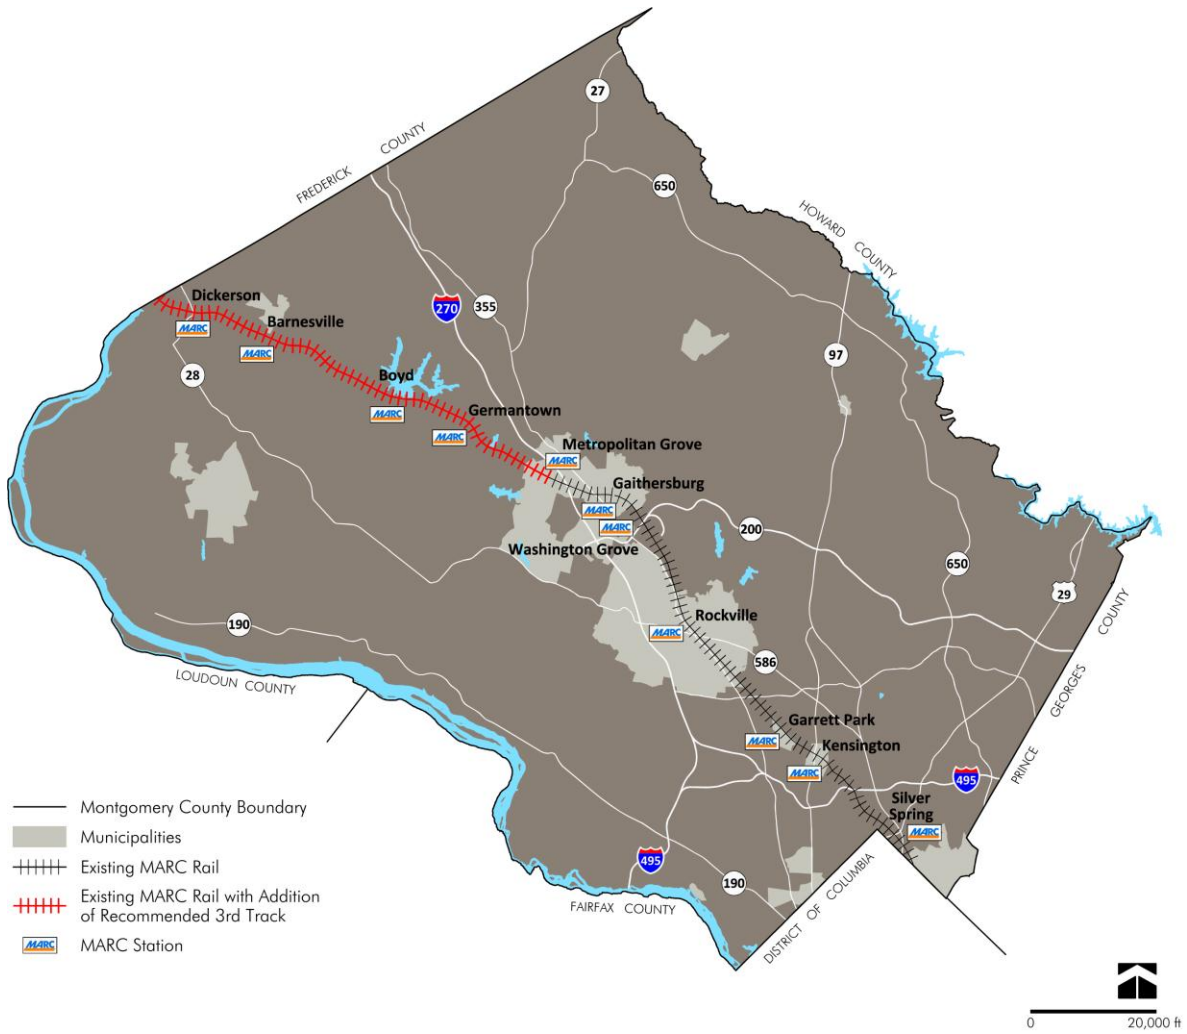 27
FREDERICK COUNTY
650
HOWARD COUNTY
Dickerson
MARC
Barnesville
MARC
270
355
97
28
Boyd
MARC
Germantown
MARC
Metropolitan Grove
MARC
Gaithersburg
MARC
MARC
Washington Grove
200
650
29
190
Rockville
MARC
586
LOUDOUN COUNTY
PRINCE GEORGE'S COUNTY
Garrett Park
MARC
Kensington
MARC
495
Silver
Spring
MARC
495
190
FAIRFAX COUNTY
DISTRICT OF COLUMBIA
Montgomery County Boundary
Municipalities
Existing MARC Rail
Existing MARC Rail with Addition
of Recommended 3rd Track
MARC
MARC Station
0 20,000 ft